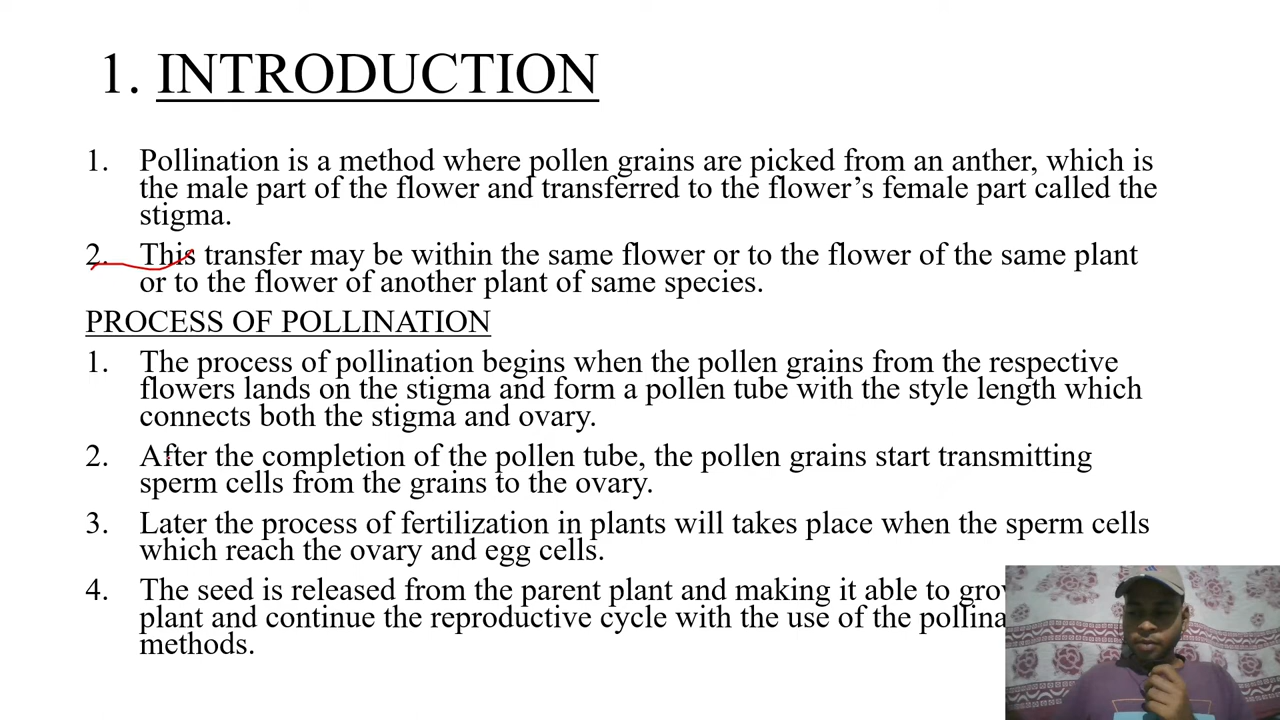 1. INTRODUCTION
1. Pollination is a method where pollen grains are picked from an anther, which is
the male part of the flower and transferred to the flower’s female part called the
stigma.
2. This transfer may be within the same flower or to the flower of the same plant
or to the flower of another plant of same species.
PROCESS OF POLLINATION
1. The process of pollination begins when the pollen grains from the respective
flowers lands on the stigma and form a pollen tube with the style length which
connects both the stigma and ovary.
2. After the completion of the pollen tube, the pollen grains start transmitting
sperm cells from the grains to the ovary.
3. Later the process of fertilization in plants will takes place when the sperm cells
which reach the ovary and egg cells.
4. The seed is released from the parent plant and making it able to
plant and continue the reproductive cycle with the use of the
methods.